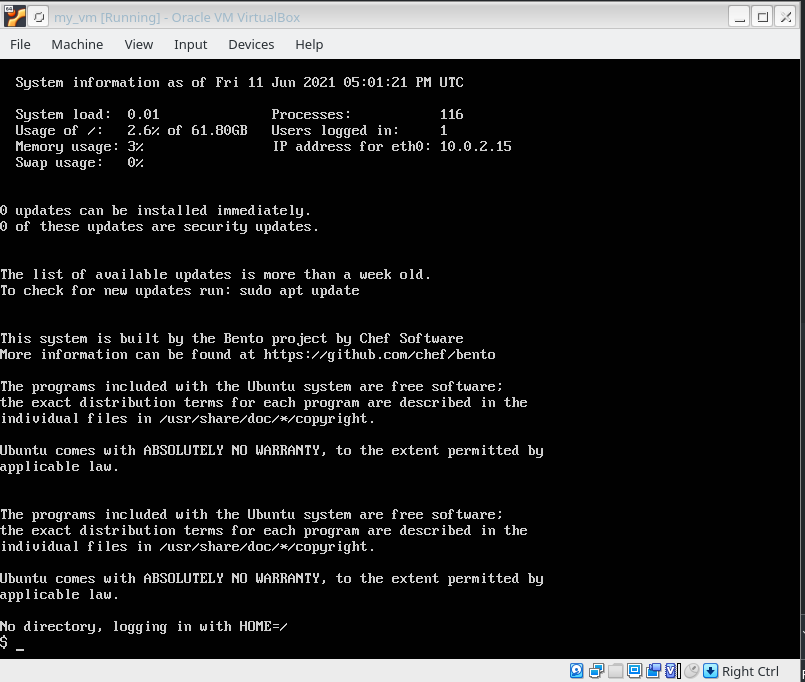 my_vm [Running] - Oracle VM VirtualBox
File Machine View Input Devices Help
System information as of Fri 11 Jun 2021 05:01:21 PM UTC
System load: 0.01 Processes: 116
Usage of /: 2.6% of 61.80GB Users logged in: 1
Memory usage: 3% IP address for eth0: 10.0.2.15
Swap usage: 0%
0 updates can be installed immediately.
0 of these updates are security updates.
The list of available updates is more than a week old.
To check for new updates run: sudo apt update
This system is built by the Bento project by Chef Software
More information can be found at https://github.com/chef/bento
The programs included with the Ubuntu system are free software;
the exact distribution terms for each program are described in the
individual files in /usr/share/doc/*/copyright.
Ubuntu comes with ABSOLUTELY NO WARRANTY, to the extent permitted by
applicable law.
The programs included with the Ubuntu system are free software;
the exact distribution terms for each program are described in the
individual files in /usr/share/doc/*/copyright.
Ubuntu comes with ABSOLUTELY NO WARRANTY, to the extent permitted by
applicable law.
No directory, logging in with HOME=/
$ _
Right Ctrl